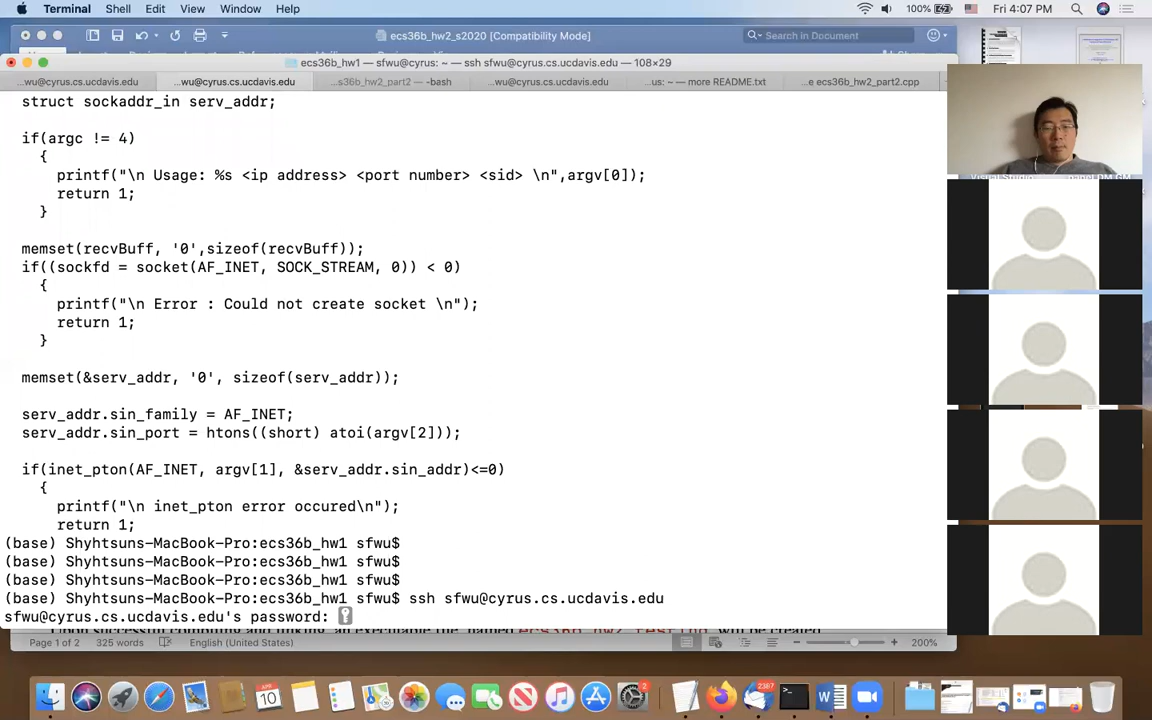 Terminal Shell Edit View Window Help 100% Fri 4:07 PM
ecs36b_hw2_s2020 [Compatibility Mode] Search in Document
ecs36b_hw1 — sfwu@cyrus: ~ — ssh sfwu@cyrus.cs.ucdavis.edu — 108×29
...wu@cyrus.cs.ucdavis.edu ...wu@cyrus.cs.ucdavis.edu ...s36b_hw2_part2 — -bash ...wu@cyrus.cs.ucdavis.edu ...us: ~ — more README.txt ...e ecs36b_hw2_part2.cpp
struct sockaddr_in serv_addr;
if(argc != 4)
{
printf("\n Usage: %s <ip address> <port number> <sid> \n",argv[0]);
return 1;
}
memset(recvBuff, '0',sizeof(recvBuff));
if((sockfd = socket(AF_INET, SOCK_STREAM, 0)) < 0)
{
printf("\n Error : Could not create socket \n");
return 1;
}
memset(&serv_addr, '0', sizeof(serv_addr));
serv_addr.sin_family = AF_INET;
serv_addr.sin_port = htons((short) atoi(argv[2]));
if(inet_pton(AF_INET, argv[1], &serv_addr.sin_addr)<=0)
{
printf("\n inet_pton error occured\n");
return 1;
(base) Shyhtsuns-MacBook-Pro:ecs36b_hw1 sfwu$
(base) Shyhtsuns-MacBook-Pro:ecs36b_hw1 sfwu$
(base) Shyhtsuns-MacBook-Pro:ecs36b_hw1 sfwu$
(base) Shyhtsuns-MacBook-Pro:ecs36b_hw1 sfwu$ ssh sfwu@cyrus.cs.ucdavis.edu
sfwu@cyrus.cs.ucdavis.edu's password:
Page 1 of 2 325 words English (United States) 200%
APR
10
2387
2